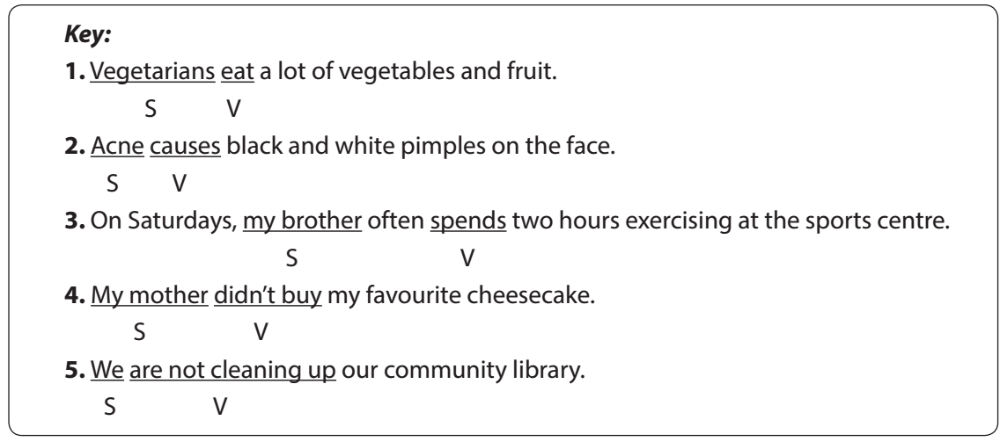 Key:
1. Vegetarians eat a lot of vegetables and fruit.
S V
2. Acne causes black and white pimples on the face.
S V
3. On Saturdays, my brother often spends two hours exercising at the sports centre.
S V
4. My mother didn’t buy my favourite cheesecake.
S V
5. We are not cleaning up our community library.
S V